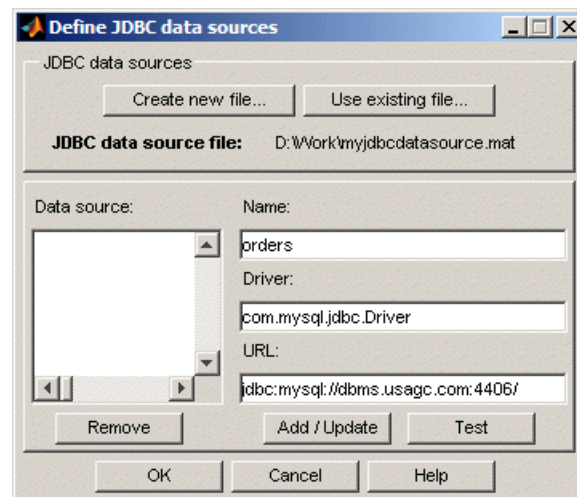 Define JDBC data sources
JDBC data sources
Create new file... Use existing file...
JDBC data source file: D:\Work\myjdbcdatasource.mat
Data source: Name:
orders
Driver:
com.mysql.jdbc.Driver
URL:
jdbc:mysql://dbms.usagc.com:4406/
Remove Add / Update Test
OK Cancel Help